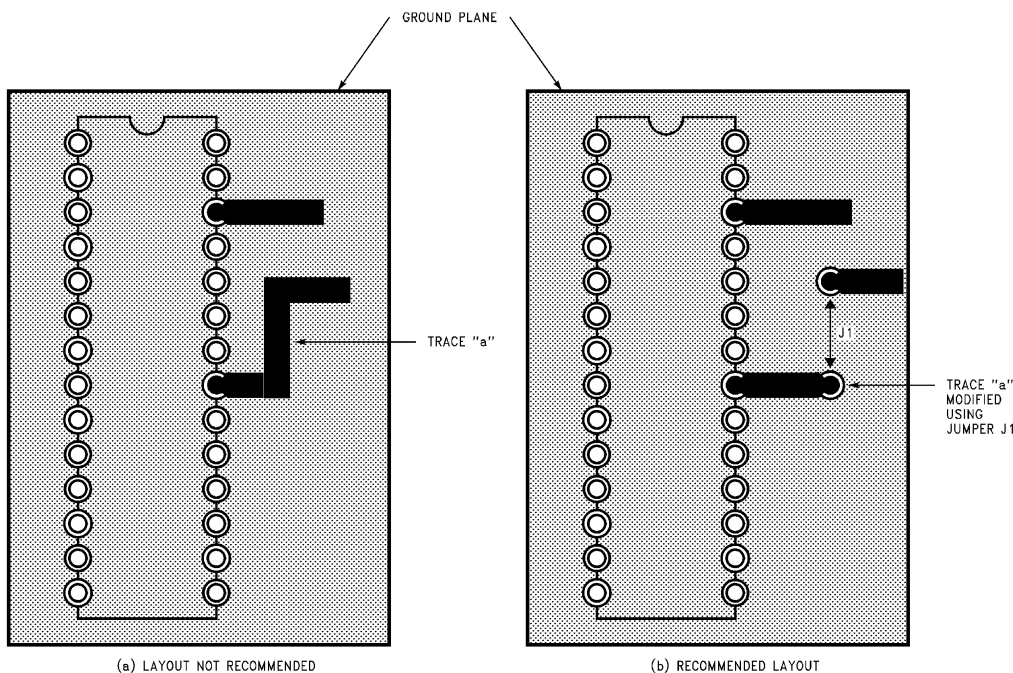 GROUND PLANE
TRACE "a"
J1
TRACE "a"
MODIFIED
USING
JUMPER J1
(a) LAYOUT NOT RECOMMENDED
(b) RECOMMENDED LAYOUT